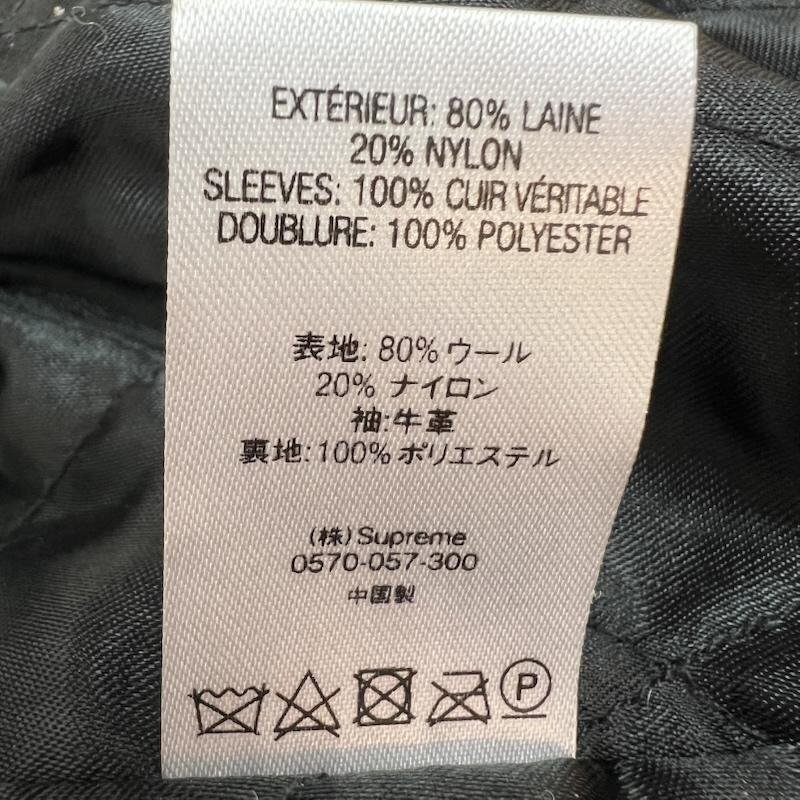 EXTÉRIEUR: 80% LAINE
20% NYLON
SLEEVES: 100% CUIR VÉRITABLE
DOUBLURE: 100% POLYESTER
表地: 80%ウール
20% ナイロン
袖:牛革
裏地:100%ポリエステル
(株)Supreme
0570-057-300
中国製
P